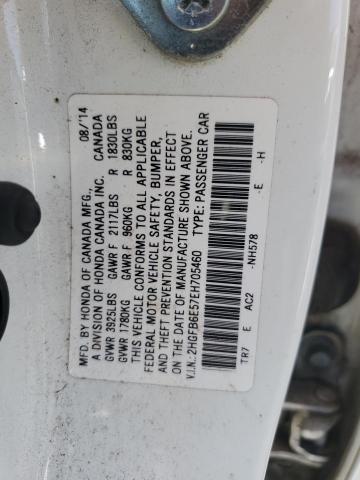 MFD. BY HONDA OF CANADA MFG., 08/'14
A DIVISION OF HONDA CANADA INC. CANADA
GVWR 3925LBS GAWR F 2117LBS R 1830LBS
GVWR 1780KG GAWR F 960KG R 830KG
THIS VEHICLE CONFORMS TO ALL APPLICABLE
FEDERAL MOTOR VEHICLE SAFETY, BUMPER,
AND THEFT PREVENTION STANDARDS IN EFFECT
ON THE DATE OF MANUFACTURE SHOWN ABOVE.
V.I.N.: 2HGFB6E57EH705460 TYPE: PASSENGER CAR
TR7 E AC2 -NH578 -E -H